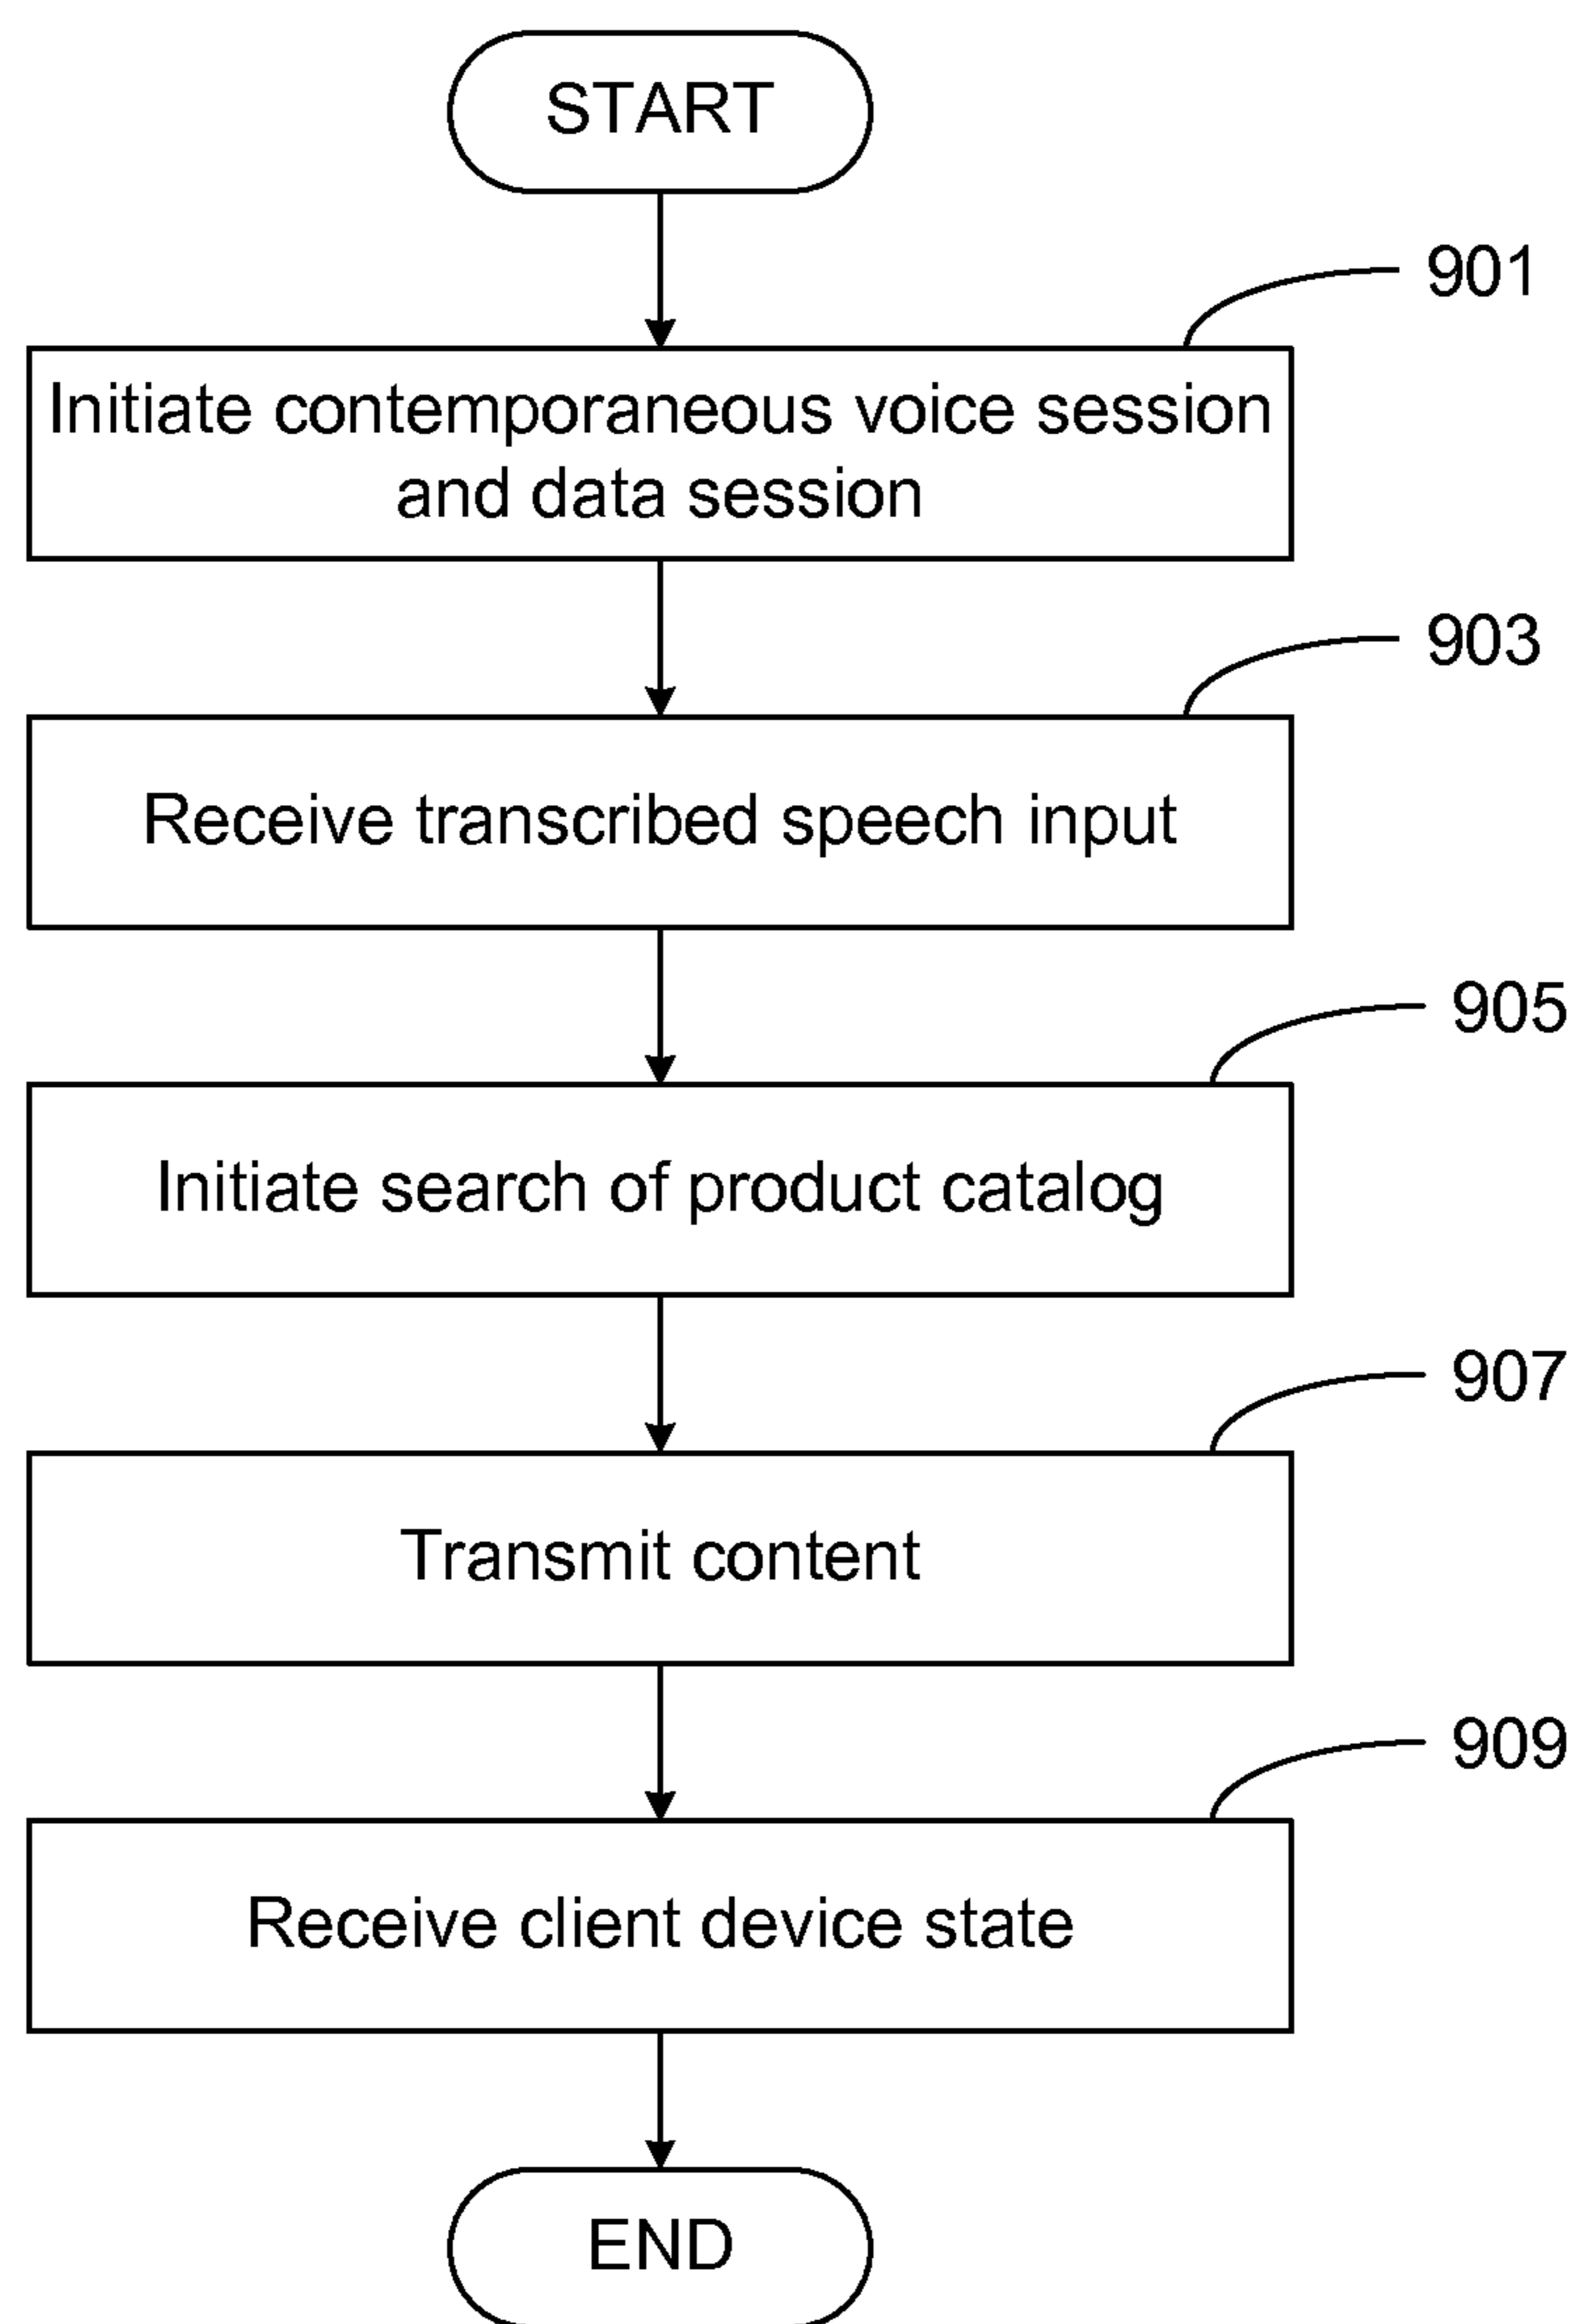 START
901
Initiate contemporaneous voice session
and data session
903
Receive transcribed speech input
905
Initiate search of product catalog
907
Transmit content
909
Receive client device state
END